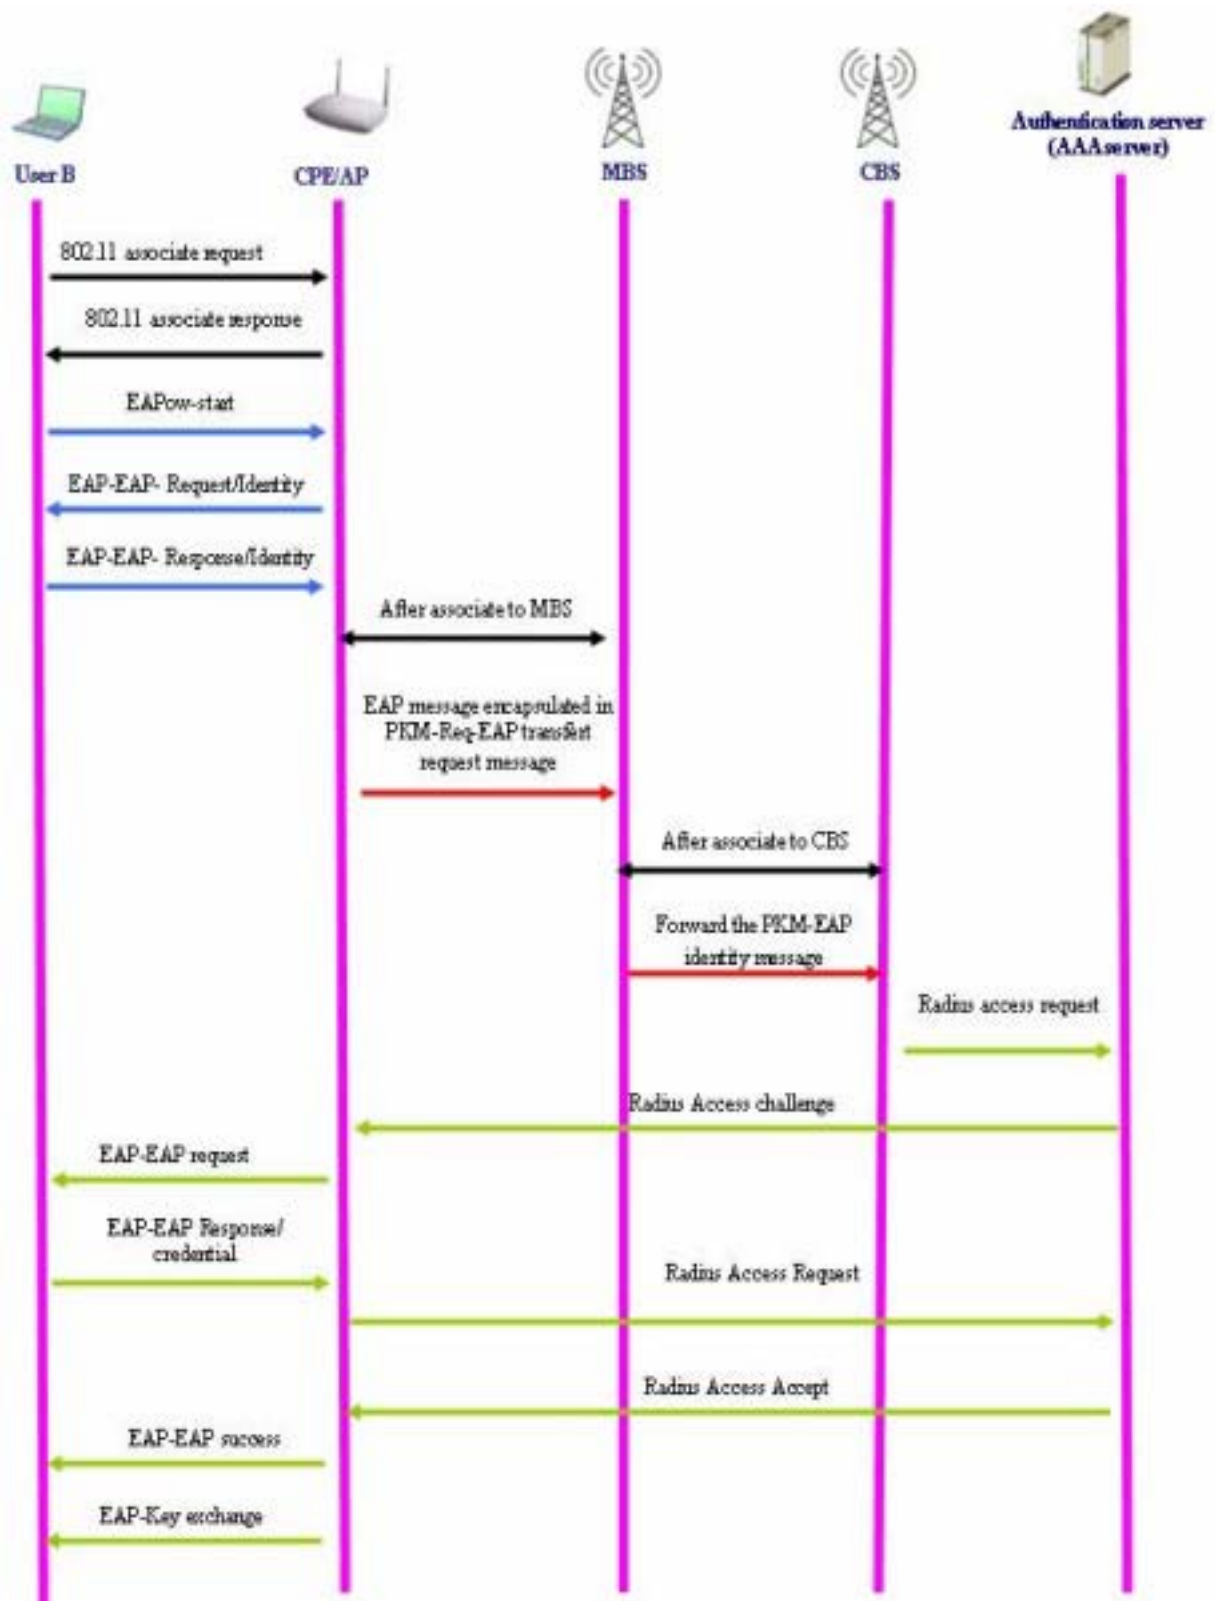 Authentication server
(AAA server)
User B
CPE/AP
MBS
CBS
802.11 associate request
802.11 associate response
EAPow-start
EAP-EAP- Request/Identity
EAP-EAP- Response/Identity
After associate to MBS
EAP message encapsulated in
PKM-Req-EAP transfert
request message
After associate to CBS
Forward the PKM-EAP
identity message
Radius access request
Radius Access challenge
EAP-EAP request
EAP-EAP Response/
credential
Radius Access Request
Radius Access Accept
EAP-EAP success
EAP-Key exchange